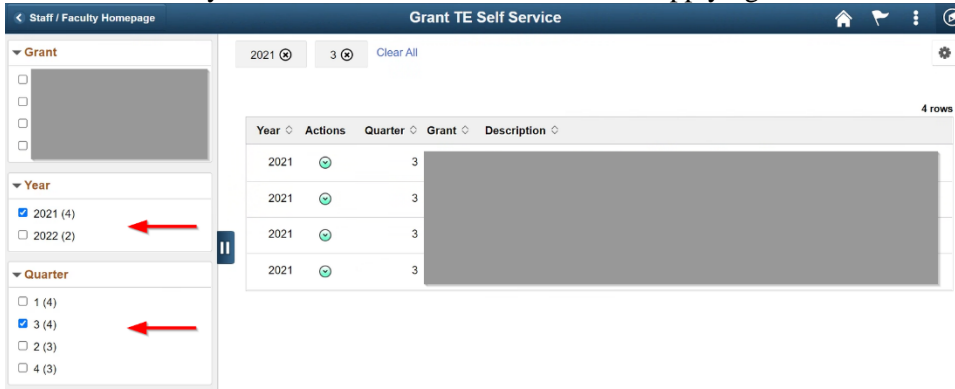 Staff / Faculty Homepage
Grant TE Self Service
Grant
Year
2021 (4)
2022 (2)
Quarter
1 (4)
3 (4)
2 (3)
4 (3)
2021 3 Clear All
4 rows
Year Actions Quarter Grant Description
2021 3
2021 3
2021 3
2021 3